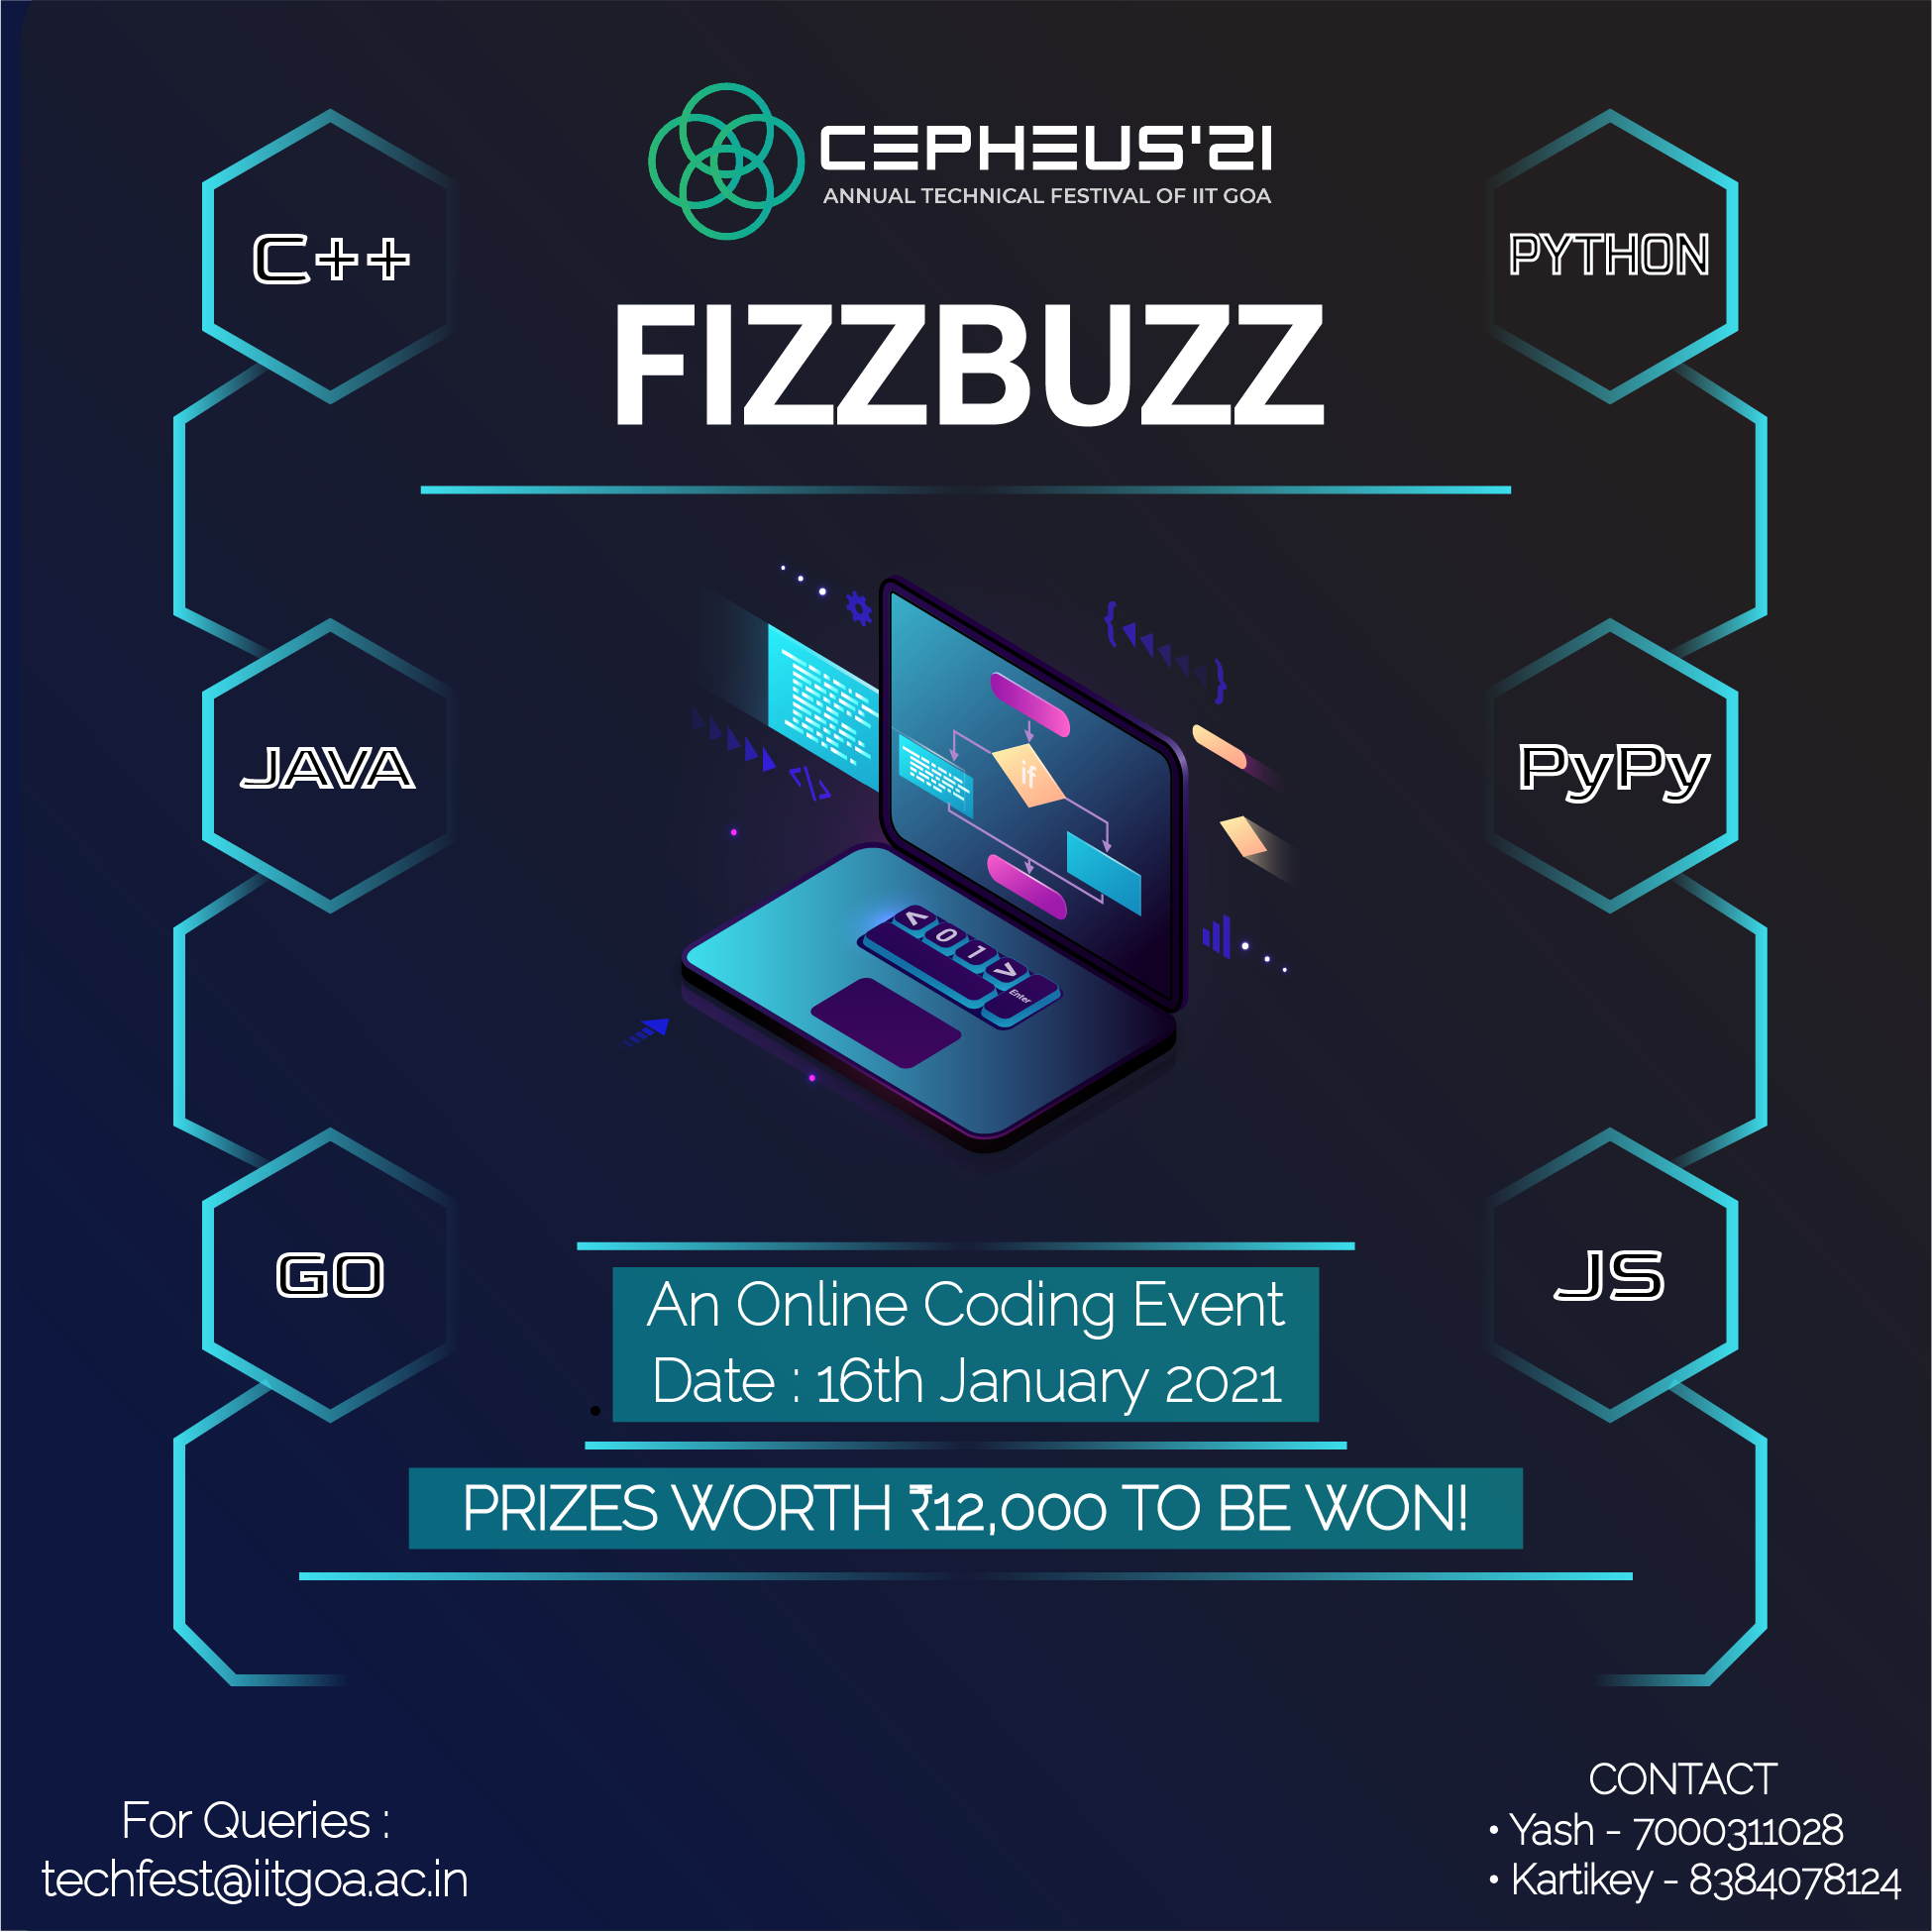 CEPHEUS'21
ANNUAL TECHNICAL FESTIVAL OF IIT GOA
FIZZBUZZ
C++
PYTHON
JAVA
PyPy
GO
JS
{
}
</>
if
< 0 1 >
Enter
An Online Coding Event
Date : 16th January 2021
PRIZES WORTH ₹12,000 TO BE WON!
For Queries :
techfest@iitgoa.ac.in
CONTACT
• Yash - 7000311028
• Kartikey - 8384078124